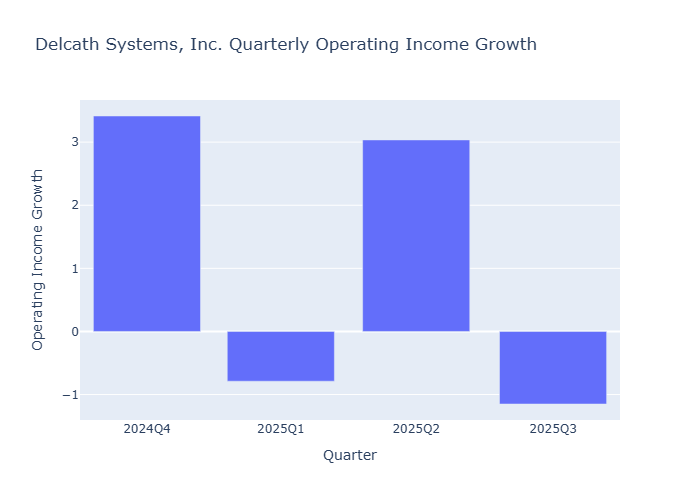 Delcath Systems, Inc. Quarterly Operating Income Growth
Operating Income Growth
3
2
1
0
−1
2024Q4
2025Q1
2025Q2
2025Q3
Quarter